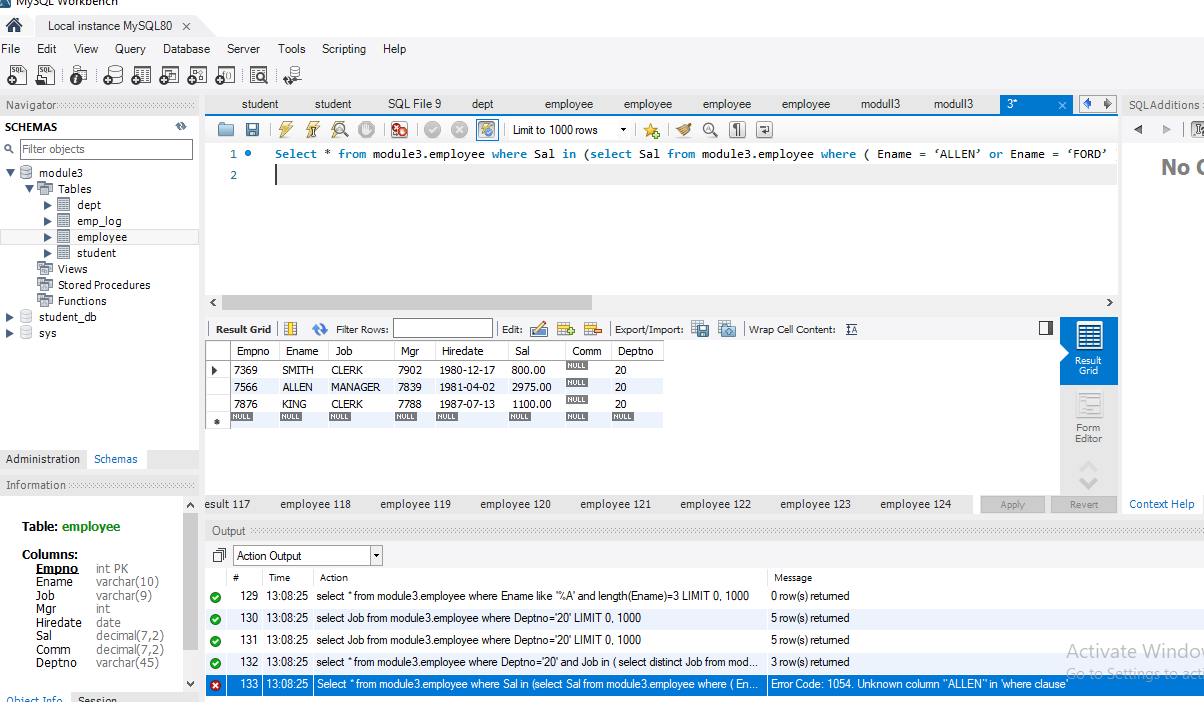 MySQL Workbench
Local instance MySQL80
File Edit View Query Database Server Tools Scripting Help
Navigator
SCHEMAS
Filter objects
module3
Tables
dept
emp_log
employee
student
Views
Stored Procedures
Functions
student_db
sys
Administration Schemas
Information
Table: employee
Columns:
Empno int PK
Ename varchar(10)
Job varchar(9)
Mgr int
Hiredate date
Sal decimal(7,2)
Comm decimal(7,2)
Deptno varchar(45)
Object Info Session
student student SQL File 9 dept employee employee employee employee modull3 modull3 3*
Limit to 1000 rows
1 Select * from module3.employee where Sal in (select Sal from module3.employee where ( Ename = ‘ALLEN’ or Ename = ‘FORD’
2
Result Grid Filter Rows: Edit: Export/Import: Wrap Cell Content:
Empno Ename Job Mgr Hiredate Sal Comm Deptno
7369 SMITH CLERK 7902 1980-12-17 800.00 NULL 20
7566 ALLEN MANAGER 7839 1981-04-02 2975.00 NULL 20
7876 KING CLERK 7788 1987-07-13 1100.00 NULL 20
NULL NULL NULL NULL NULL NULL NULL NULL
Result Grid
Form Editor
esult 117 employee 118 employee 119 employee 120 employee 121 employee 122 employee 123 employee 124
Apply Revert
Output
Action Output
# Time Action Message
129 13:08:25 select * from module3.employee where Ename like '%A' and length(Ename)=3 LIMIT 0, 1000 0 row(s) returned
130 13:08:25 select Job from module3.employee where Deptno='20' LIMIT 0, 1000 5 row(s) returned
131 13:08:25 select Job from module3.employee where Deptno='20' LIMIT 0, 1000 5 row(s) returned
132 13:08:25 select * from module3.employee where Deptno='20' and Job in ( select distinct Job from mod... 3 row(s) returned
133 13:08:25 Select * from module3.employee where Sal in (select Sal from module3.employee where ( En... Error Code: 1054. Unknown column '‘ALLEN’' in 'where clause'
SQLAdditions
No C
Context Help
Activate Window
Go to Settings to acti